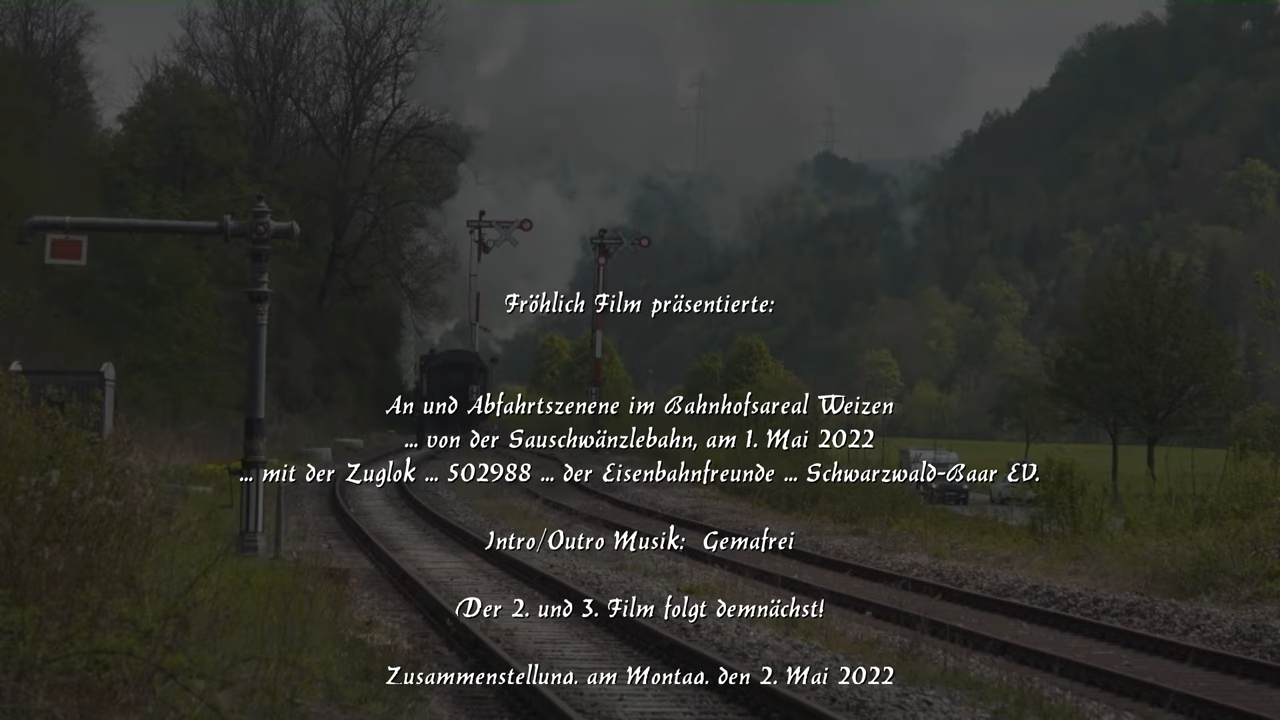 Fröhlich Film präsentierte:
An und Abfahrtszenene im Bahnhofsareal Weizen
... von der Sauschwänzlebahn, am 1. Mai 2022
... mit der Zuglok ... 502988 ... der Eisenbahnfreunde ... Schwarzwald-Baar EV.
Intro/Outro Musik: Gemafrei
Der 2. und 3. Film folgt demnächst!
Zusammenstellung, am Montag, den 2. Mai 2022